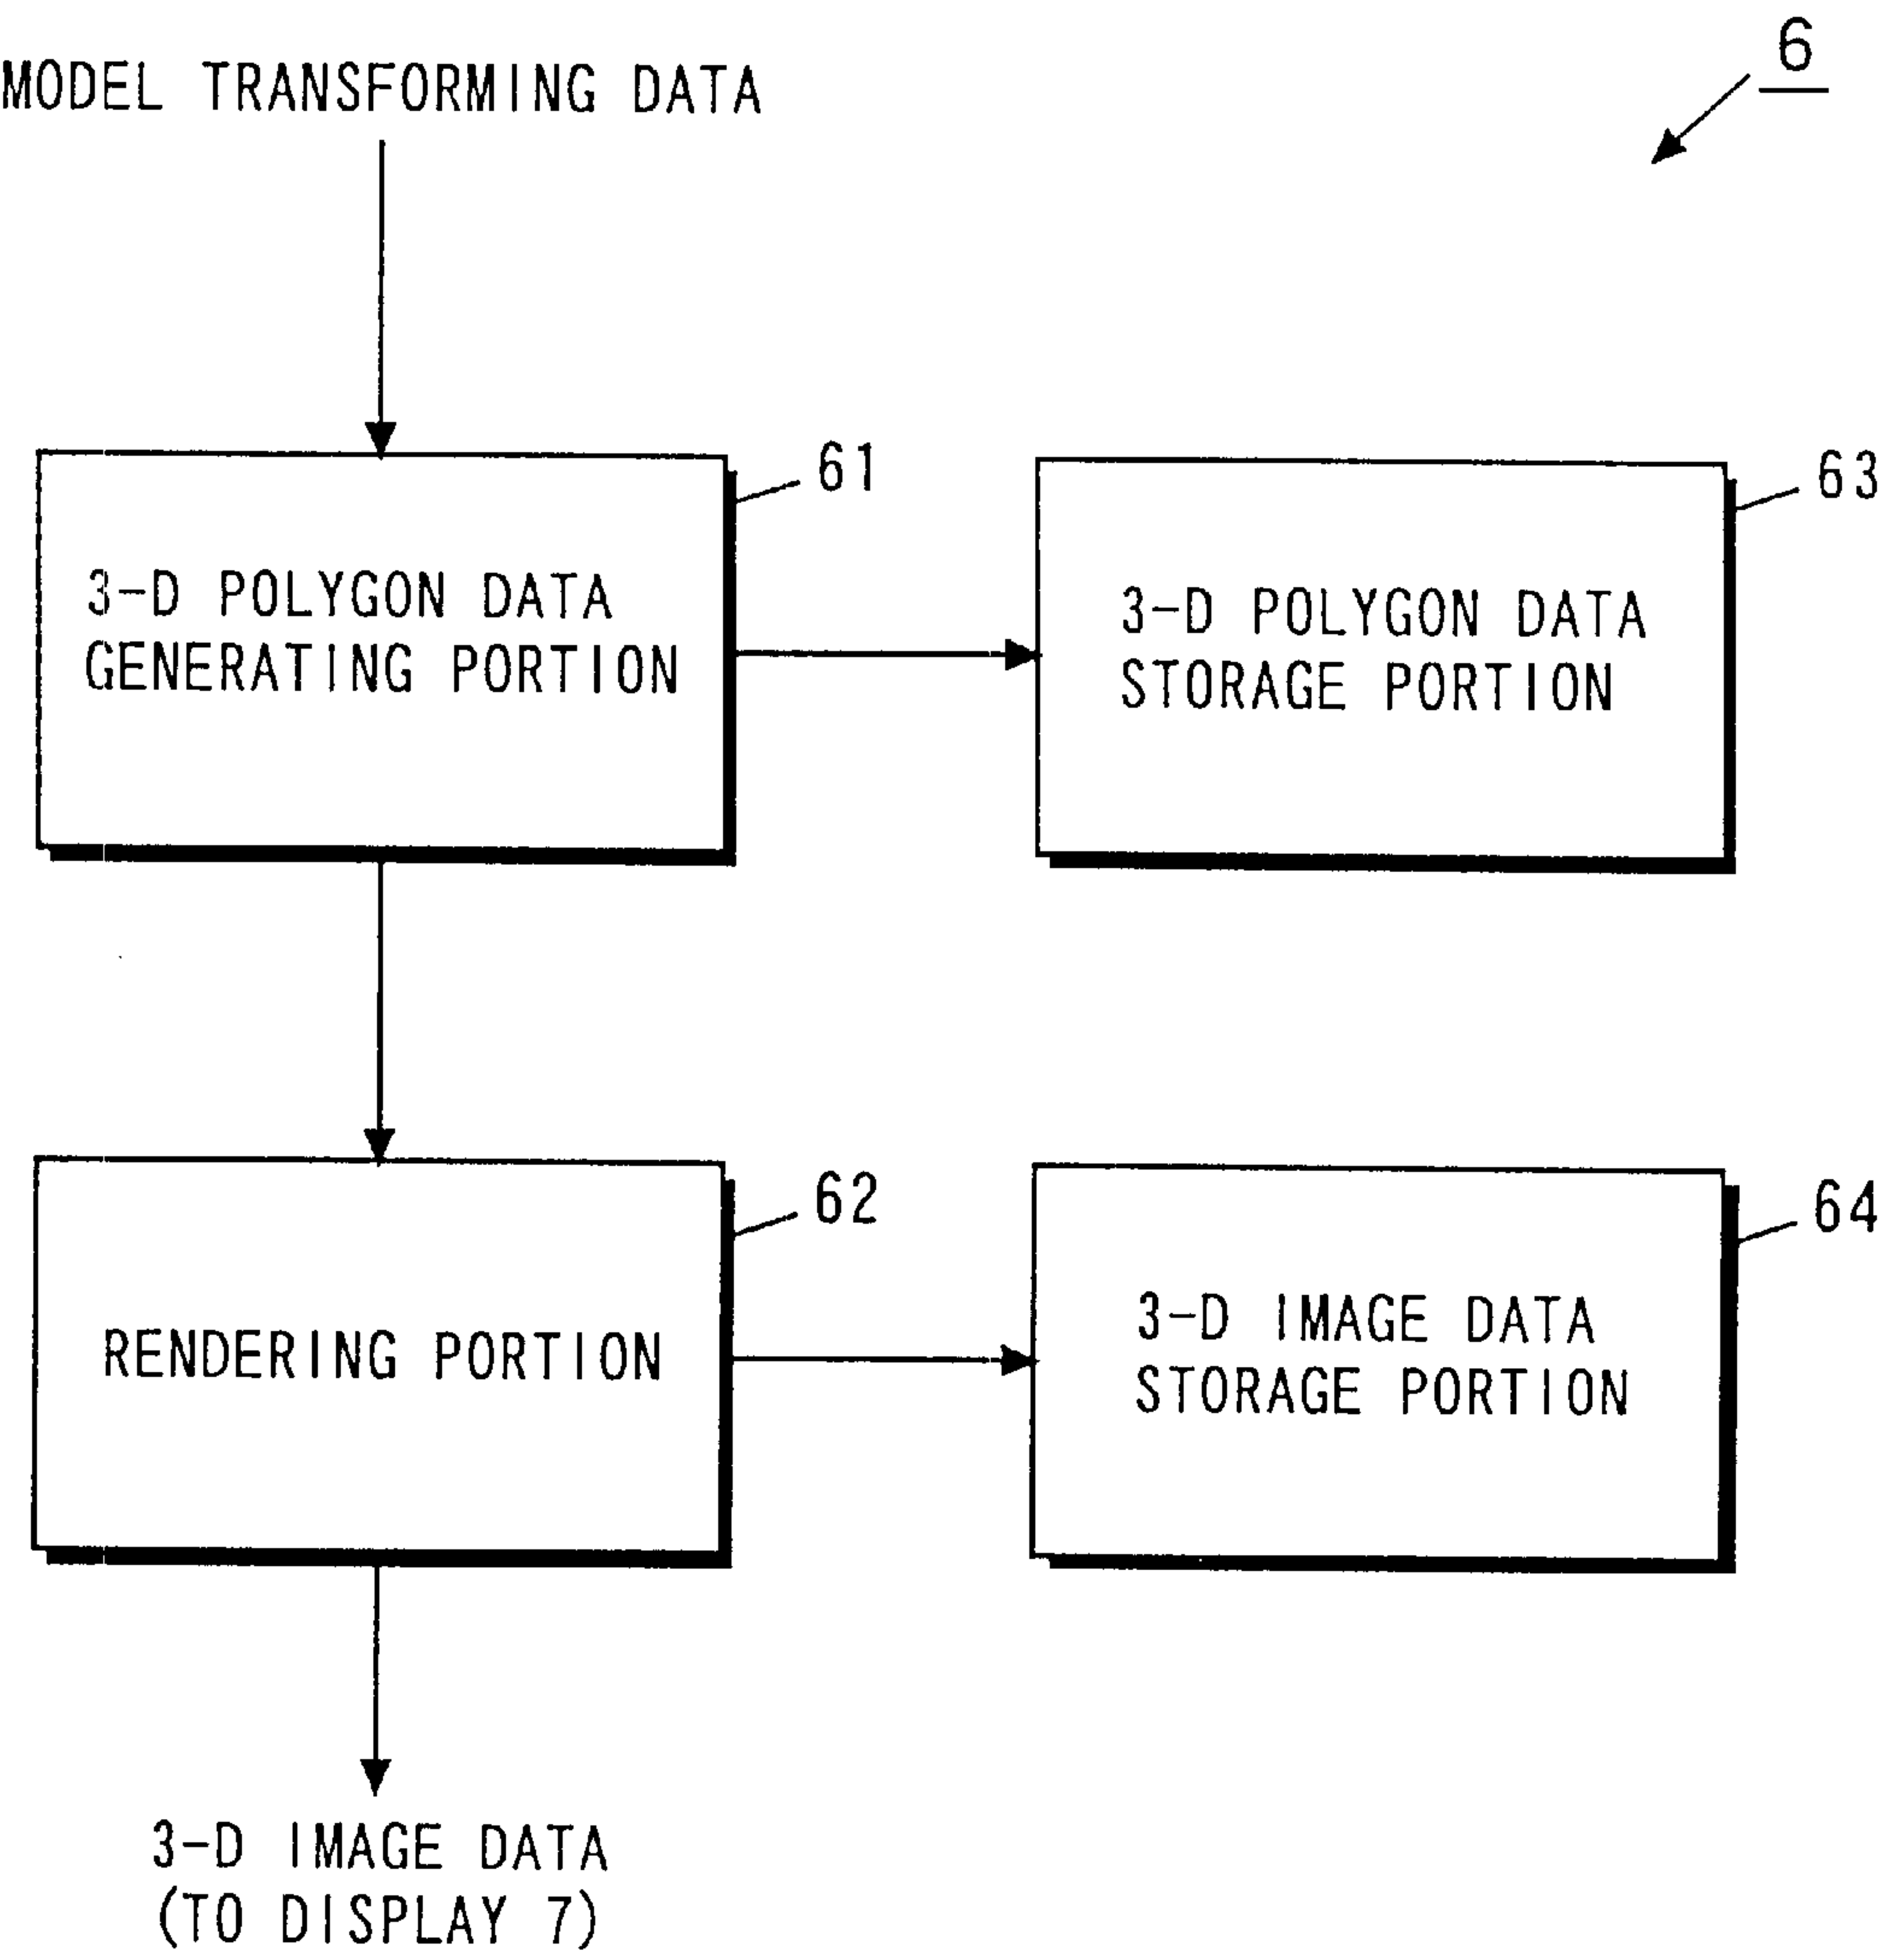 6
MODEL TRANSFORMING DATA
61
63
3-D POLYGON DATA
GENERATING PORTION
3-D POLYGON DATA
STORAGE PORTION
62
64
RENDERING PORTION
3-D IMAGE DATA
STORAGE PORTION
3-D IMAGE DATA
(TO DISPLAY 7)